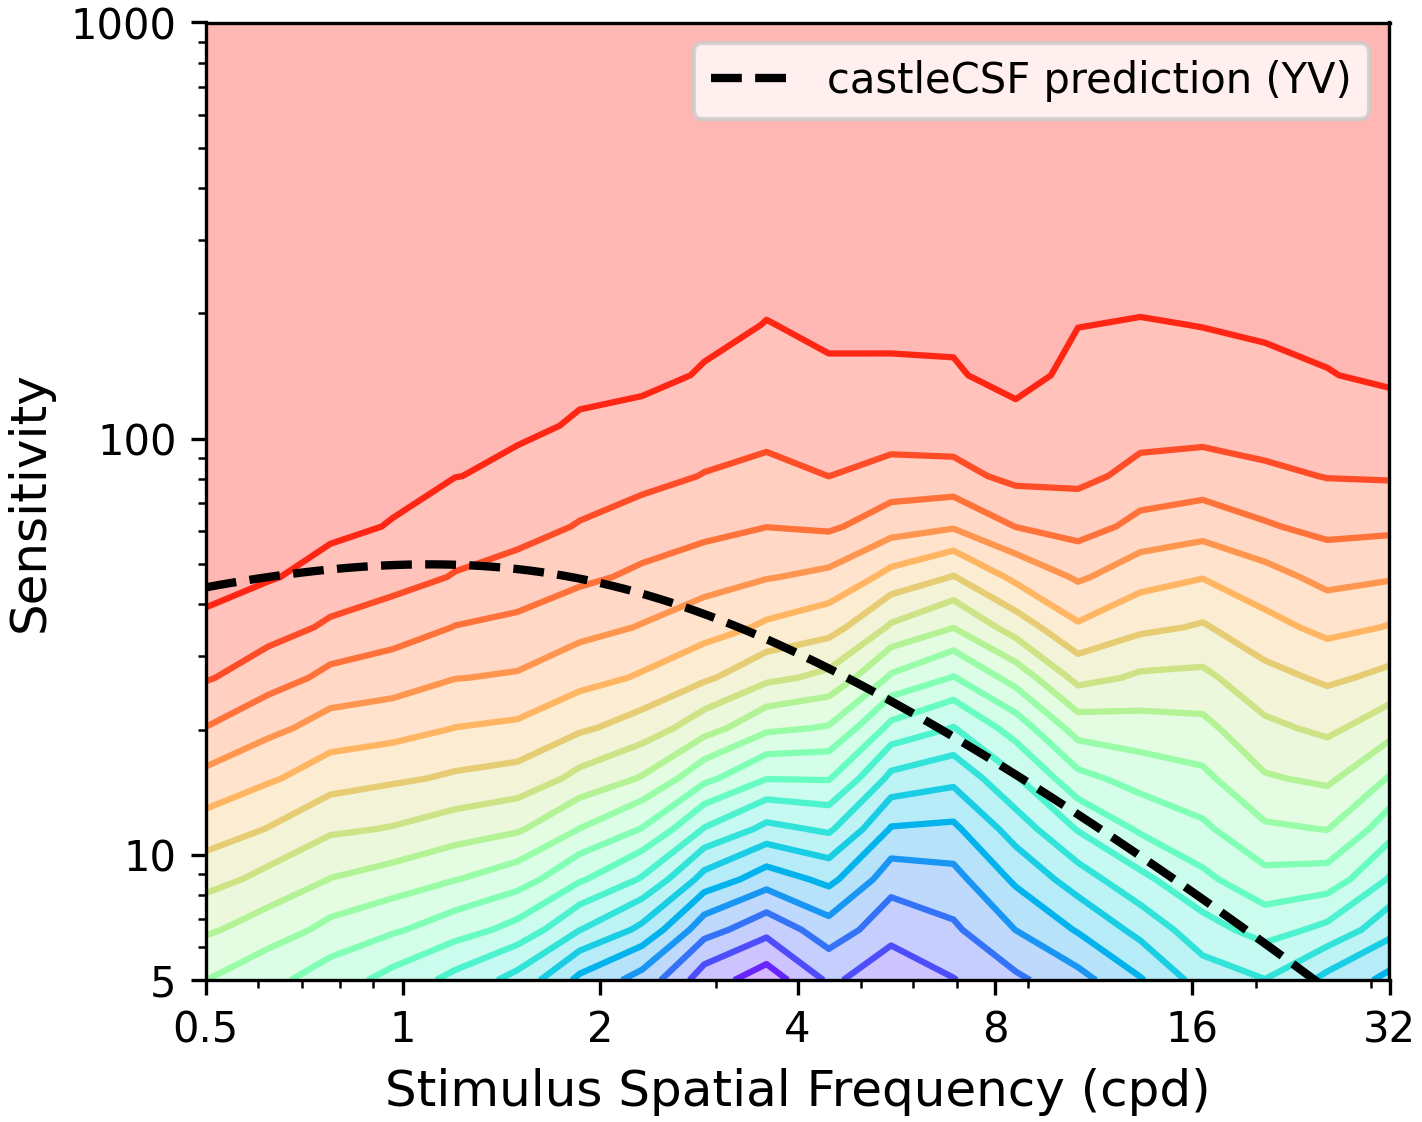 1000
100
10
5
Sensitivity
castleCSF prediction (YV)
0.5 1 2 4 8 16 32
Stimulus Spatial Frequency (cpd)